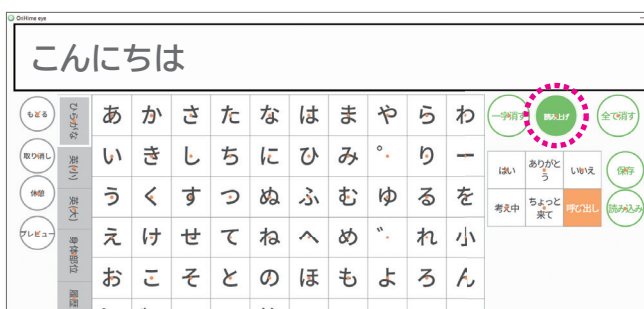 OriHime eye
こんにちは
もどる
取り消し
休憩
プレビュー
ひらがな
英(小)
英(大)
身体部位
履歴
あ か さ た な は ま や ら わ
い き し ち に ひ み ゜ り ー
う く す つ ぬ ふ む ゆ る を
え け せ て ね へ め ゛ れ 小
お こ そ と の ほ も よ ろ ん
一字消す 読み上げ 全て消す
はい ありがと
う いいえ 保存
考え中 ちょっと
来て 呼び出し 読み込み